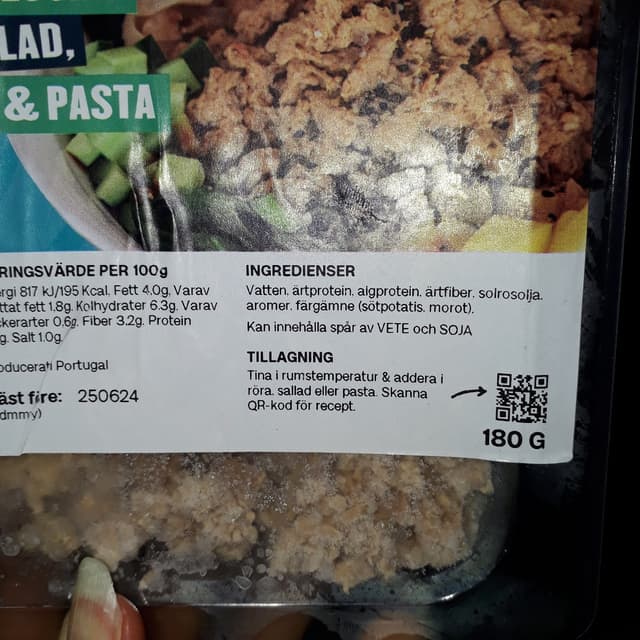 LAD,
& PASTA
RINGSVÄRDE PER 100g
ergi 817 kJ/195 Kcal, Fett 4.0g, Varav
ttat fett 1,8g, Kolhydrater 6.3g, Varav
ckerarter 0,6g, Fiber 3.2g, Protein
g. Salt 1.0g.
oducerat i Portugal
äst före: 250624
dmmy)
INGREDIENSER
Vatten, ärtprotein, algprotein, ärtfiber, solrosolja,
aromer, färgämne (sötpotatis, morot).
Kan innehålla spår av VETE och SOJA
TILLAGNING
Tina i rumstemperatur & addera i
röra, sallad eller pasta. Skanna
QR-kod för recept.
180 G